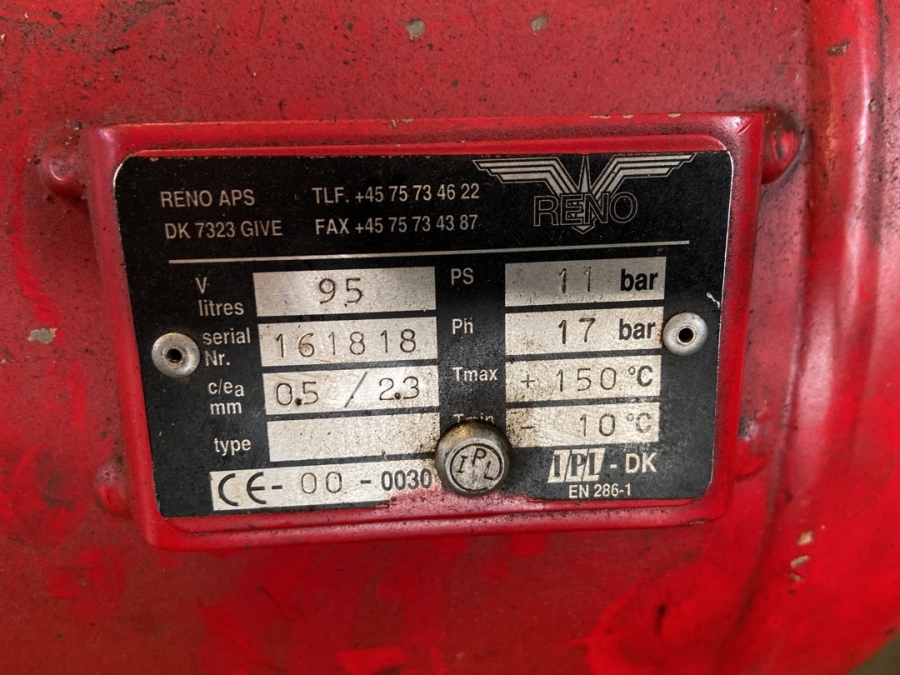 RENO APS TLF. +45 75 73 46 22
DK 7323 GIVE FAX +45 75 73 43 87
RENO
V litres 95 PS 11 bar
serial Nr. 161818 Ph 17 bar
c/ea mm 0.5 / 2.3 Tmax + 150 °C
type Tmin - 10 °C
CE - 00 - 0030 IPL IPL - DK
EN 286-1